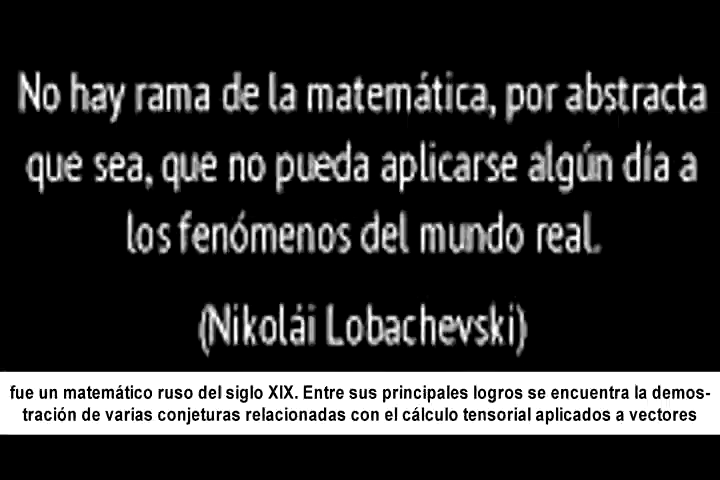 No hay rama de la matemática, por abstracta
que sea, que no pueda aplicarse algún día a
los fenómenos del mundo real.
(Nikolái Lobachevski)
fue un matemático ruso del siglo XIX. Entre sus principales logros se encuentra la demos-
tración de varias conjeturas relacionadas con el cálculo tensorial aplicados a vectores